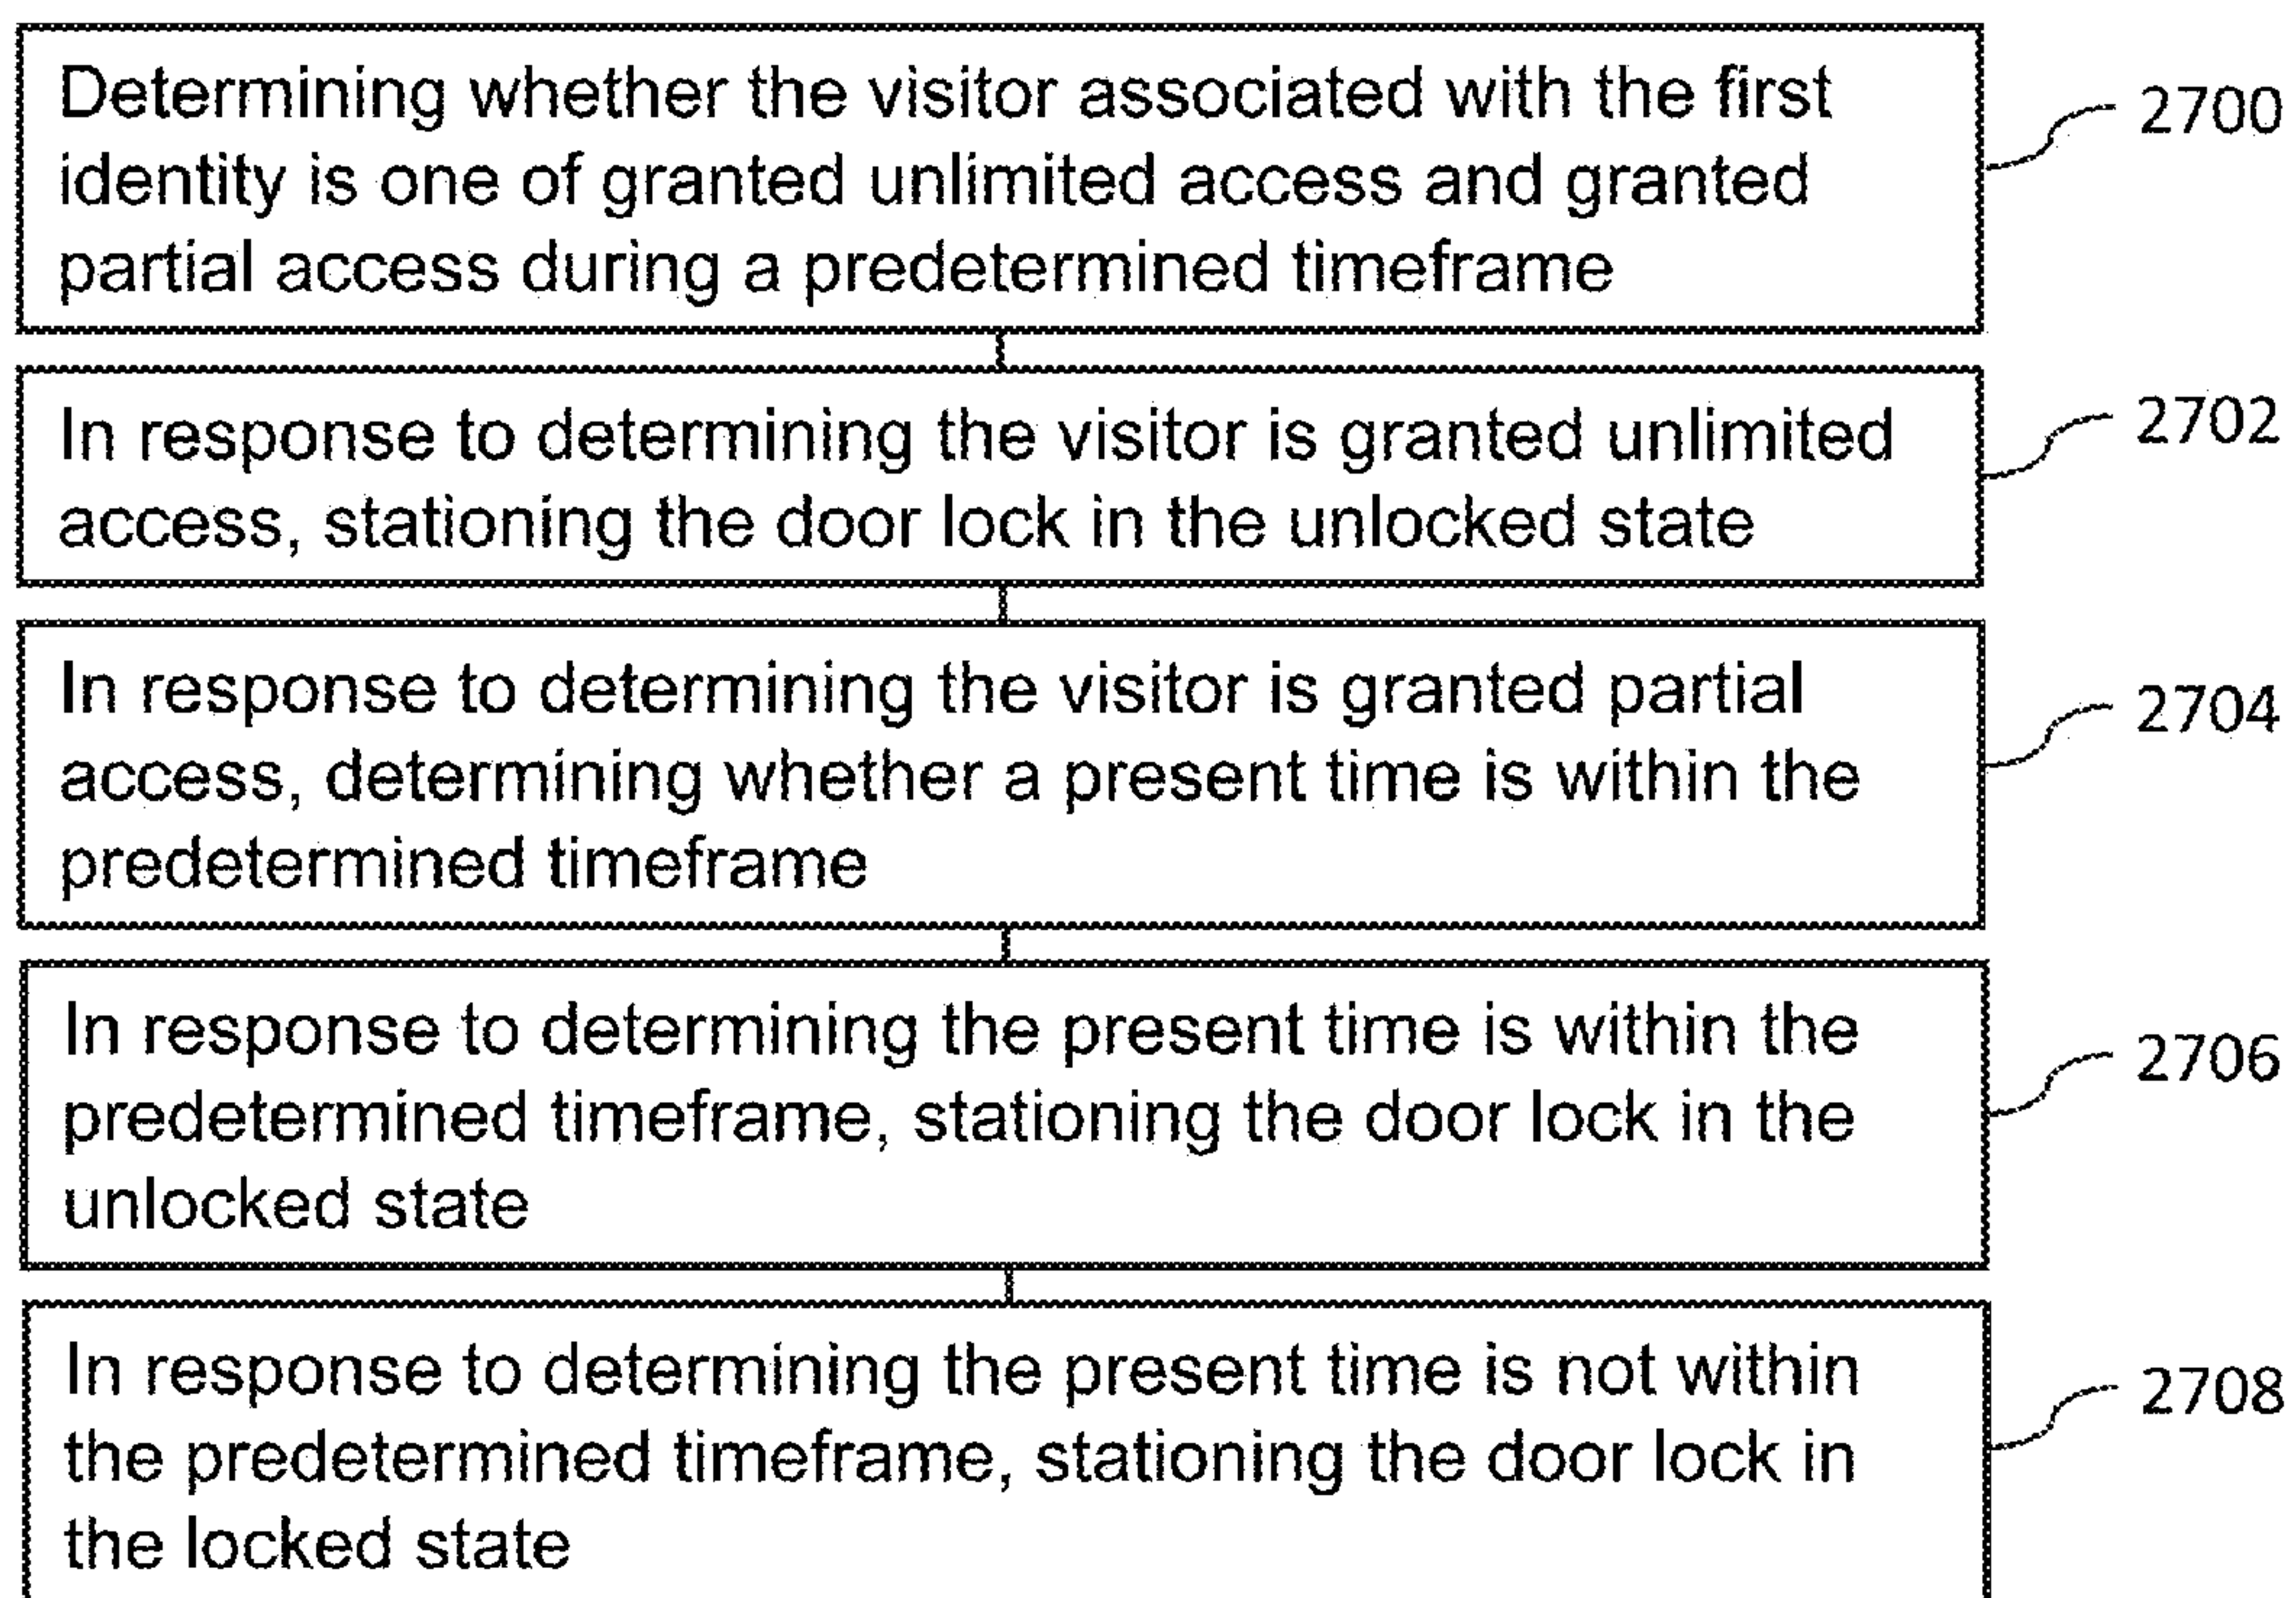 Determining whether the visitor associated with the first
identity is one of granted unlimited access and granted
partial access during a predetermined timeframe
2700
In response to determining the visitor is granted unlimited
access, stationing the door lock in the unlocked state
2702
In response to determining the visitor is granted partial
access, determining whether a present time is within the
predetermined timeframe
2704
In response to determining the present time is within the
predetermined timeframe, stationing the door lock in the
unlocked state
2706
In response to determining the present time is not within
the predetermined timeframe, stationing the door lock in
the locked state
2708